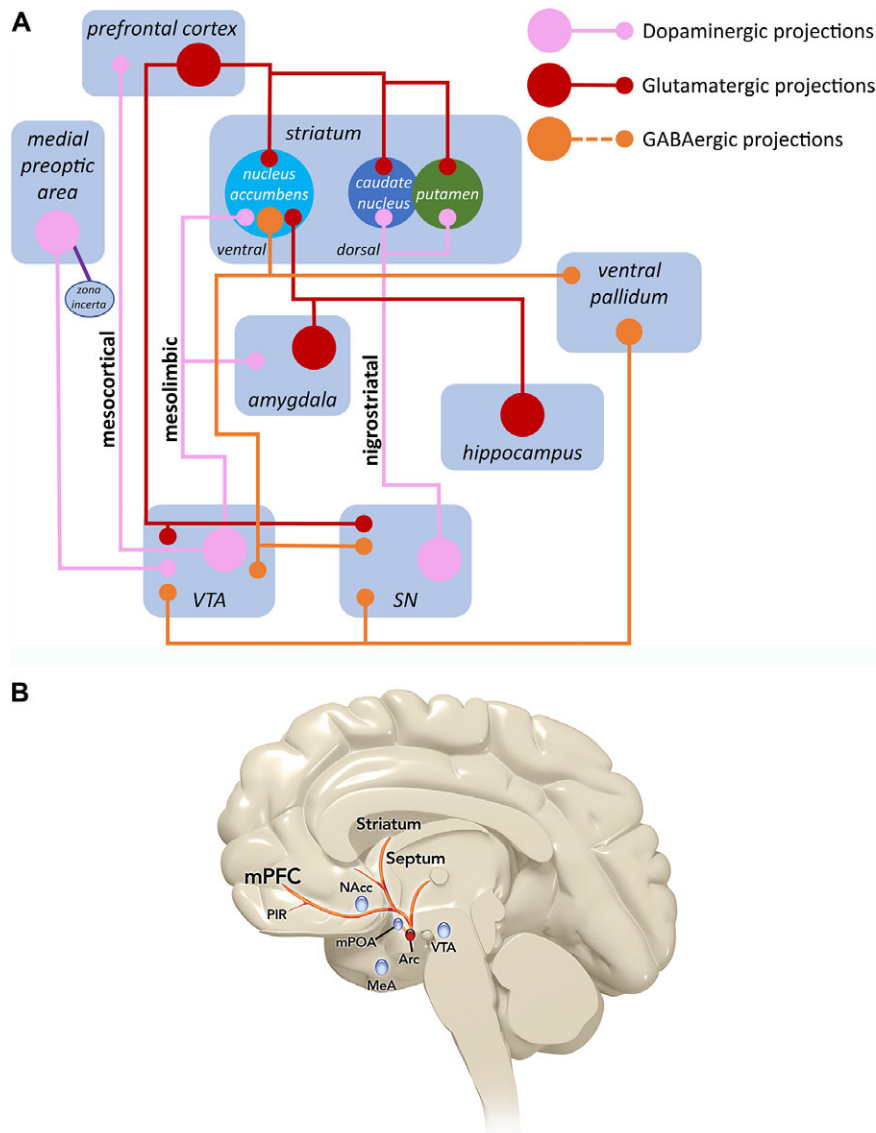 A
prefrontal cortex
Dopaminergic projections
Glutamatergic projections
GABAergic projections
medial
preoptic
area
striatum
nucleus
accumbens
caudate
nucleus
putamen
ventral
dorsal
zona
incerta
ventral
pallidum
mesocortical
mesolimbic
nigrostriatal
amygdala
hippocampus
VTA
SN
B
Striatum
Septum
mPFC
NAcc
PIR
mPOA
Arc
VTA
MeA